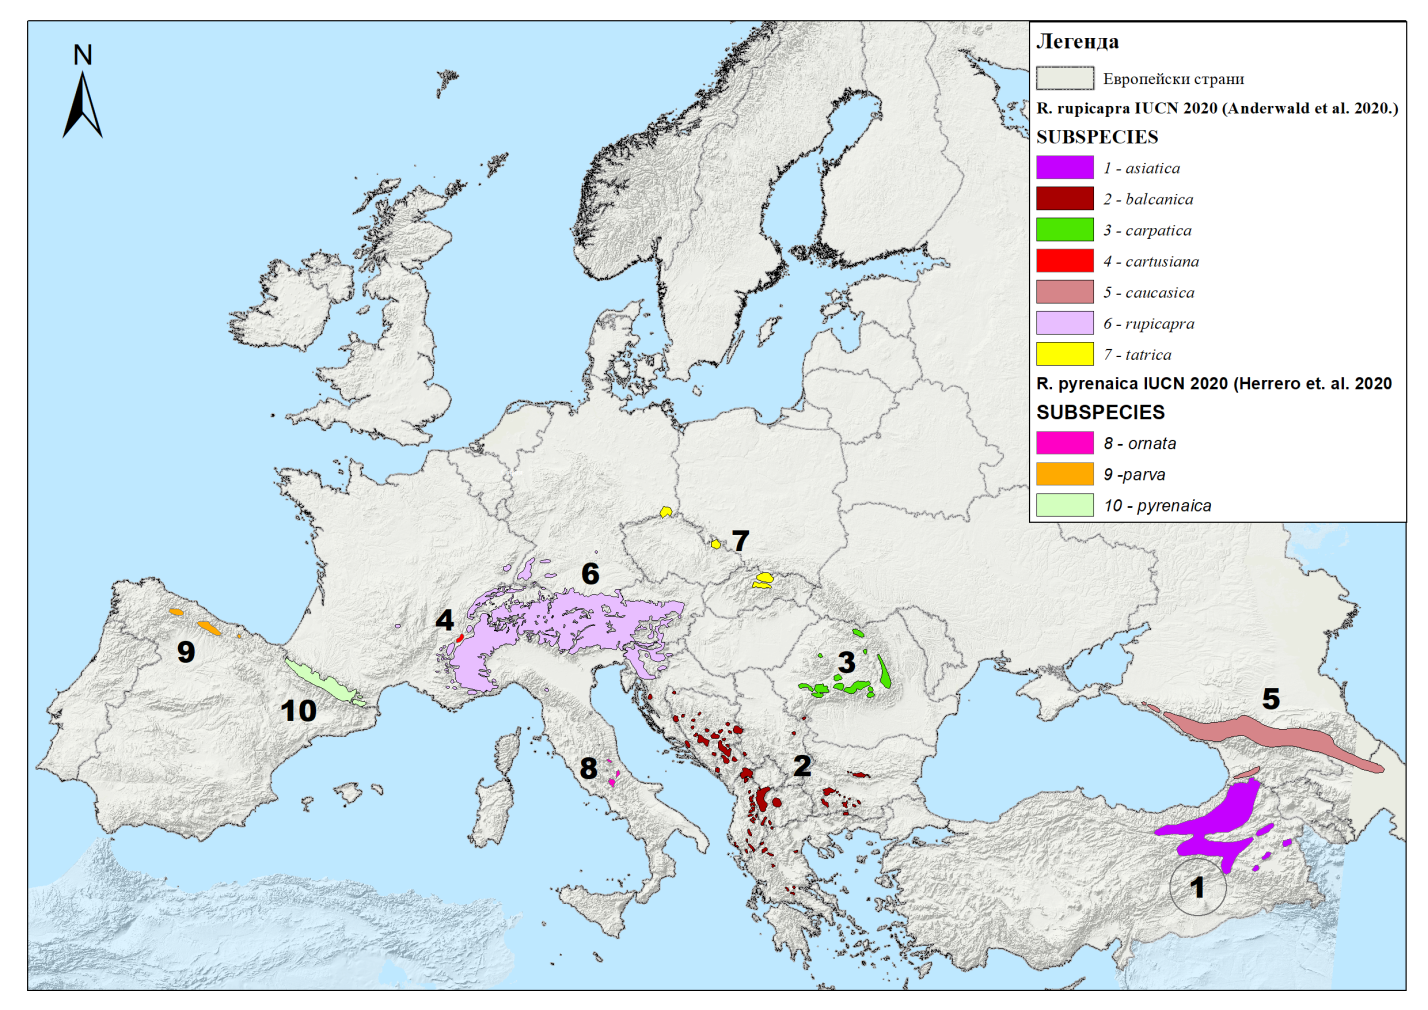 N
Легенда
Европейски страни
R. rupicapra IUCN 2020 (Anderwald et al. 2020.)
SUBSPECIES
1 - asiatica
2 - balcanica
3 - carpatica
4 - cartusiana
5 - caucasica
6 - rupicapra
7 - tatrica
R. pyrenaica IUCN 2020 (Herrero et. al. 2020
SUBSPECIES
8 - ornata
9 -parva
10 - pyrenaica
7
6
4
9
3
10
5
8
2
1